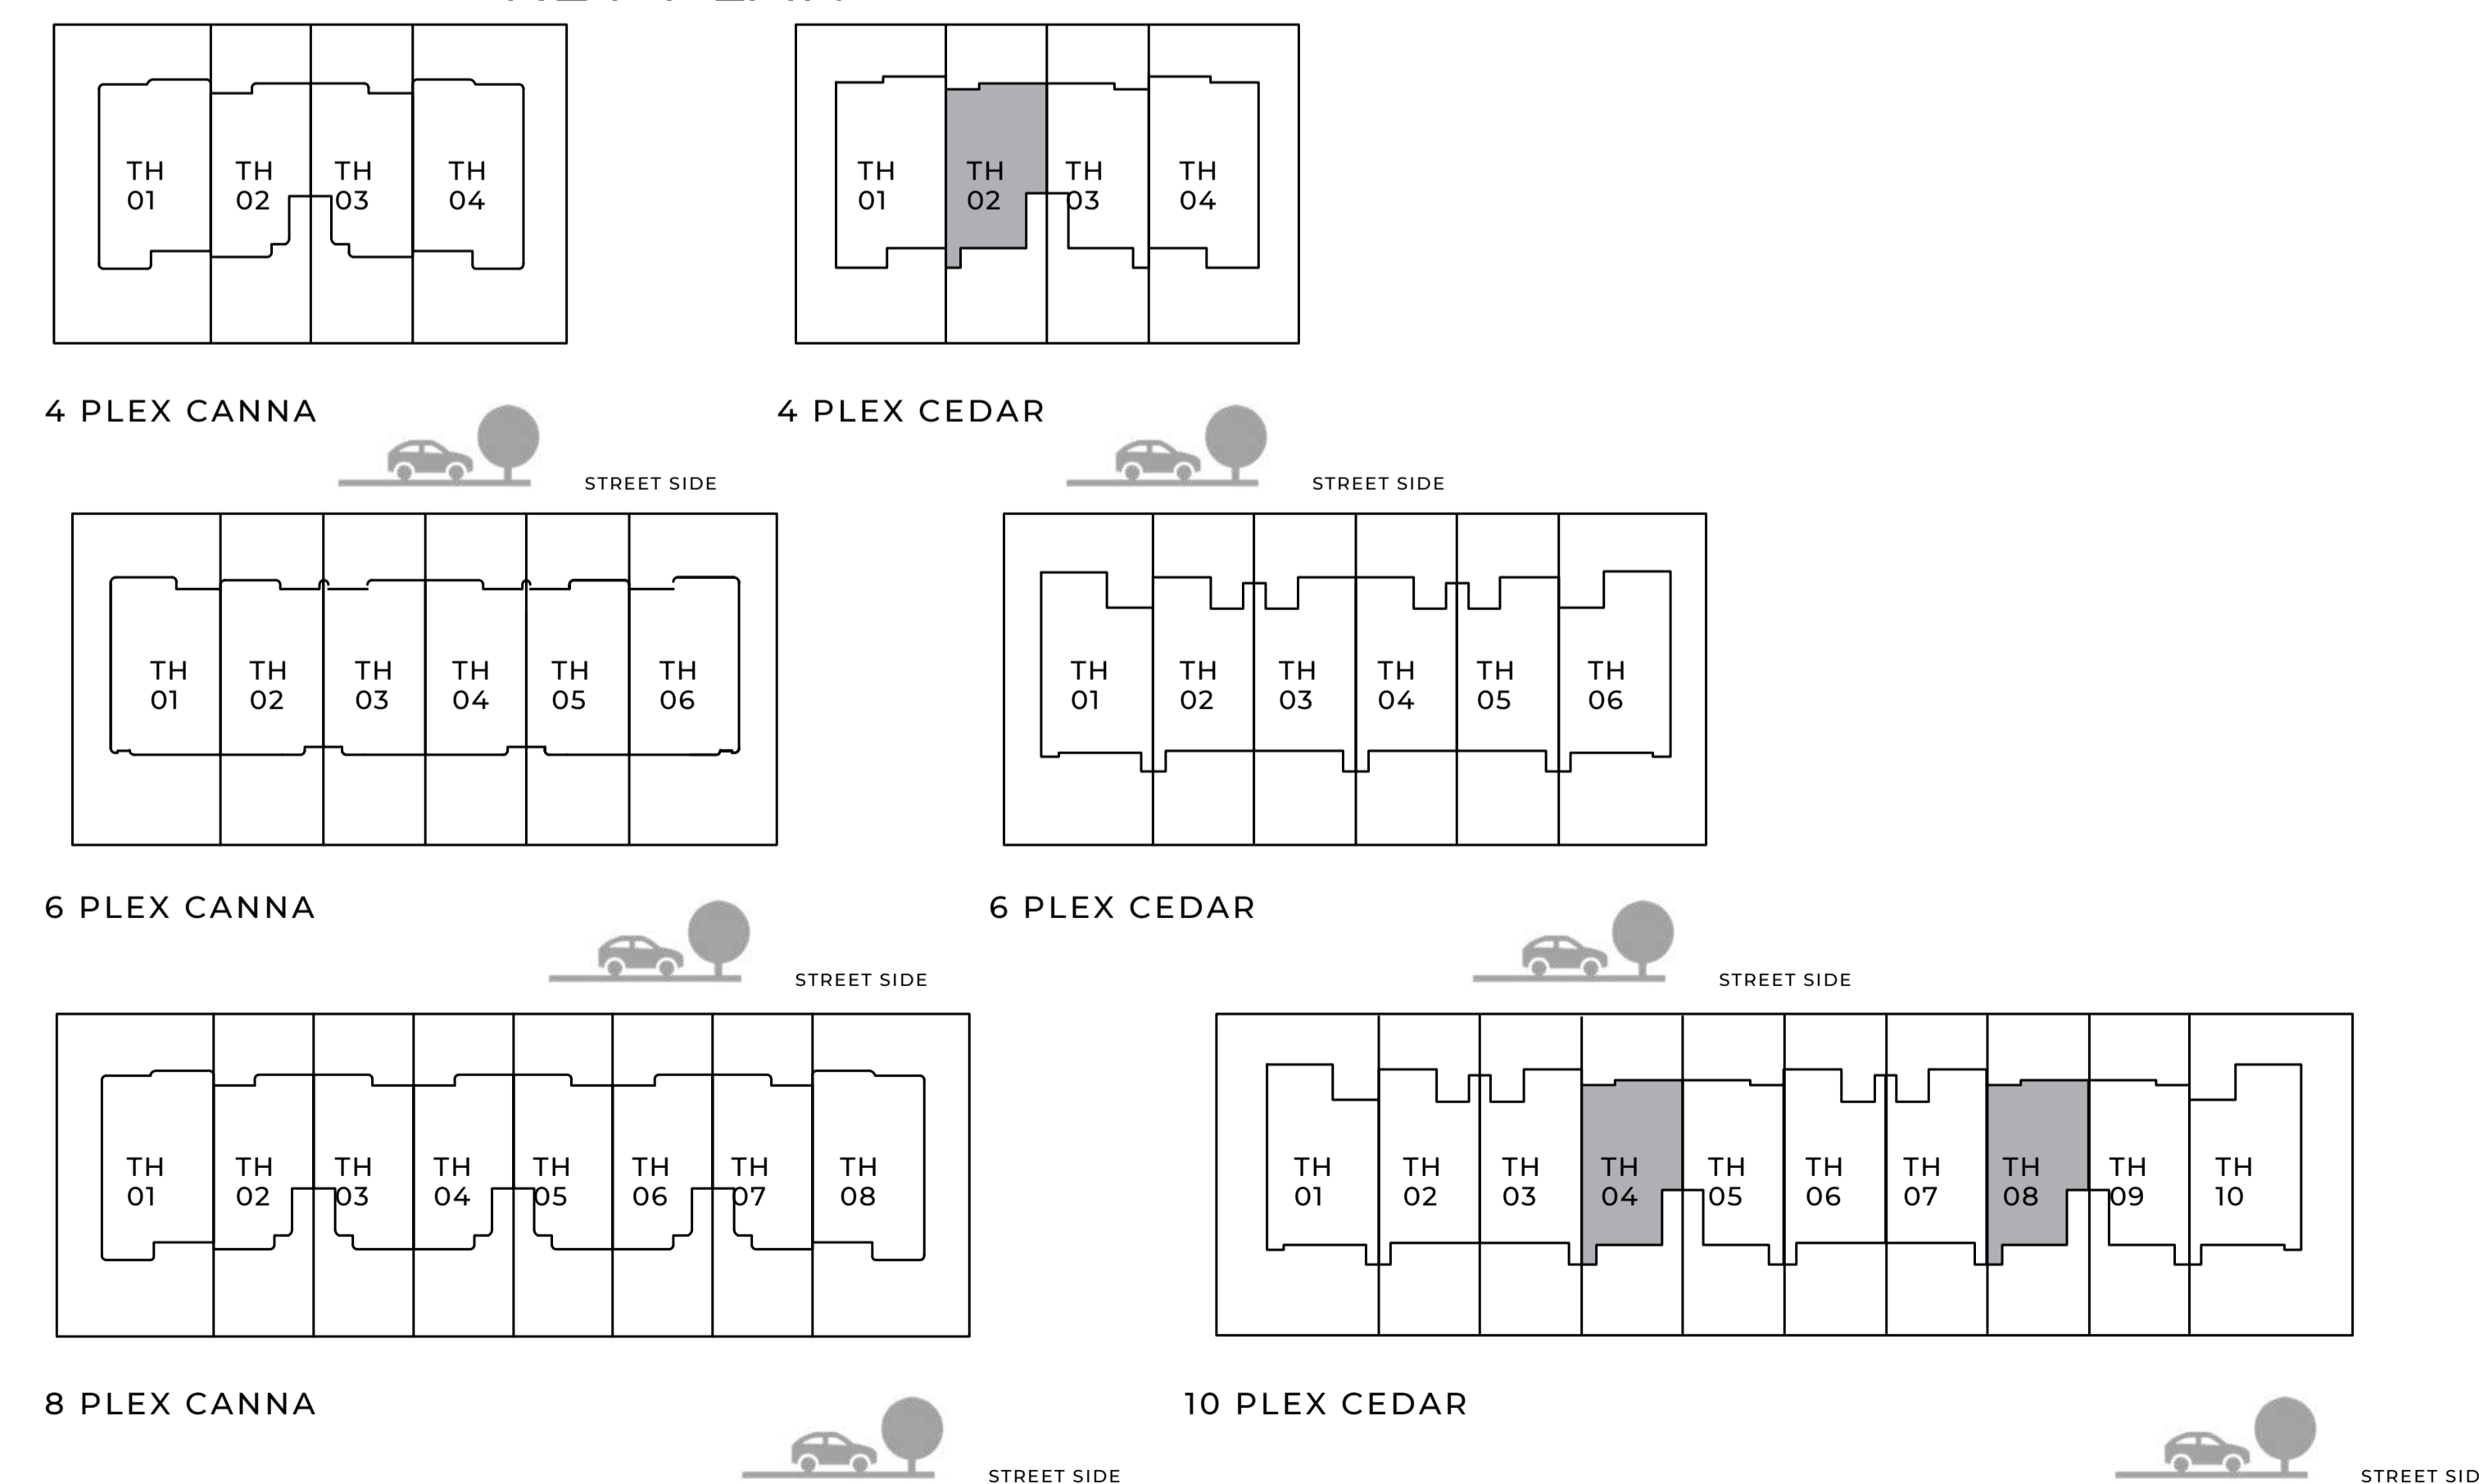 TH TH TH TH
01 02 03 04
TH TH TH TH
01 02 03 04
4 PLEX CANNA
STREET SIDE
4 PLEX CEDAR
STREET SIDE
TH TH TH TH TH TH
01 02 03 04 05 06
TH TH TH TH TH TH
01 02 03 04 05 06
6 PLEX CANNA
STREET SIDE
6 PLEX CEDAR
STREET SIDE
TH TH TH TH TH TH TH TH
01 02 03 04 05 06 07 08
TH TH TH TH TH TH TH TH TH TH
01 02 03 04 05 06 07 08 09 10
8 PLEX CANNA
STREET SIDE
10 PLEX CEDAR
STREET SID